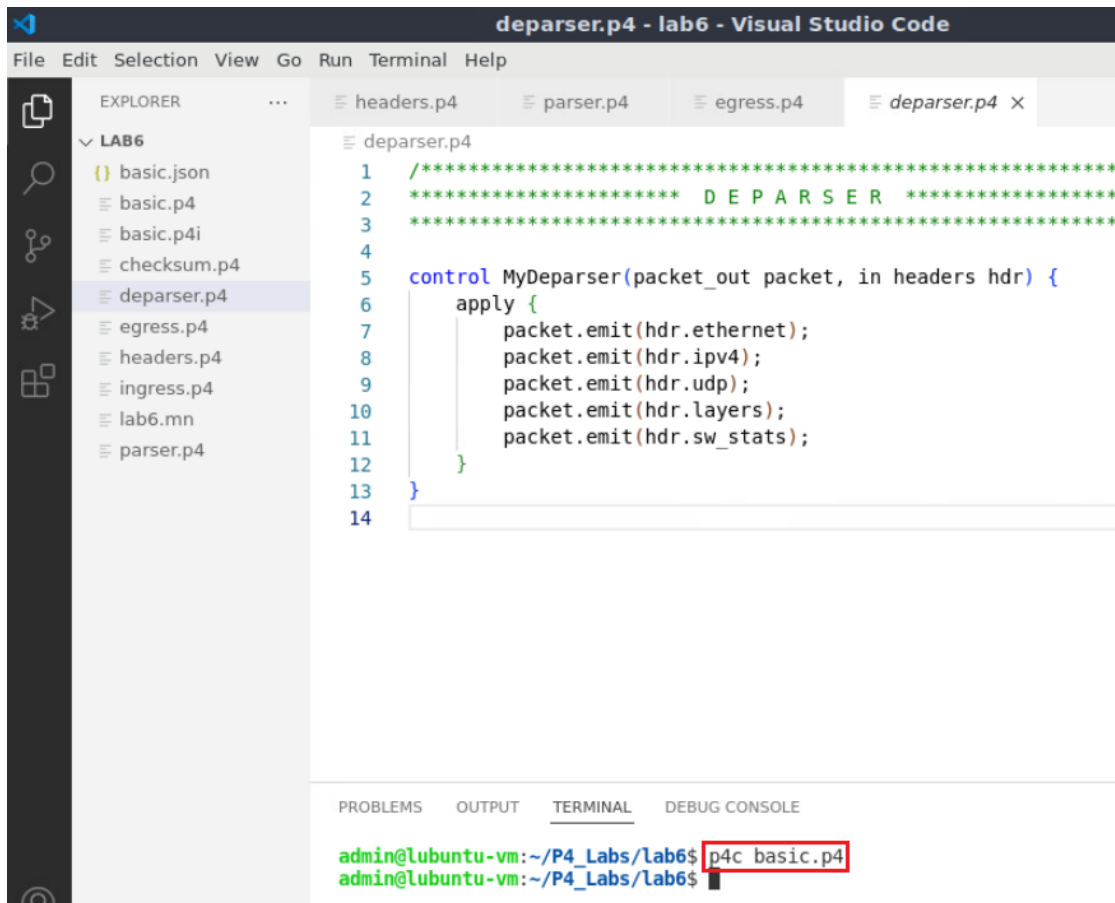 deparser.p4 - lab6 - Visual Studio Code
File Edit Selection View Go Run Terminal Help
EXPLORER ...
headers.p4 parser.p4 egress.p4 deparser.p4 ×
LAB6
{} basic.json
basic.p4
basic.p4i
checksum.p4
deparser.p4
egress.p4
headers.p4
ingress.p4
lab6.mn
parser.p4
deparser.p4
1 /***********************************************************
2 *********************** D E P A R S E R ******************
3 ************************************************************
4
5 control MyDeparser(packet_out packet, in headers hdr) {
6 apply {
7 packet.emit(hdr.ethernet);
8 packet.emit(hdr.ipv4);
9 packet.emit(hdr.udp);
10 packet.emit(hdr.layers);
11 packet.emit(hdr.sw_stats);
12 }
13 }
14
PROBLEMS OUTPUT TERMINAL DEBUG CONSOLE
admin@lubuntu-vm:~/P4_Labs/lab6$ p4c basic.p4
admin@lubuntu-vm:~/P4_Labs/lab6$